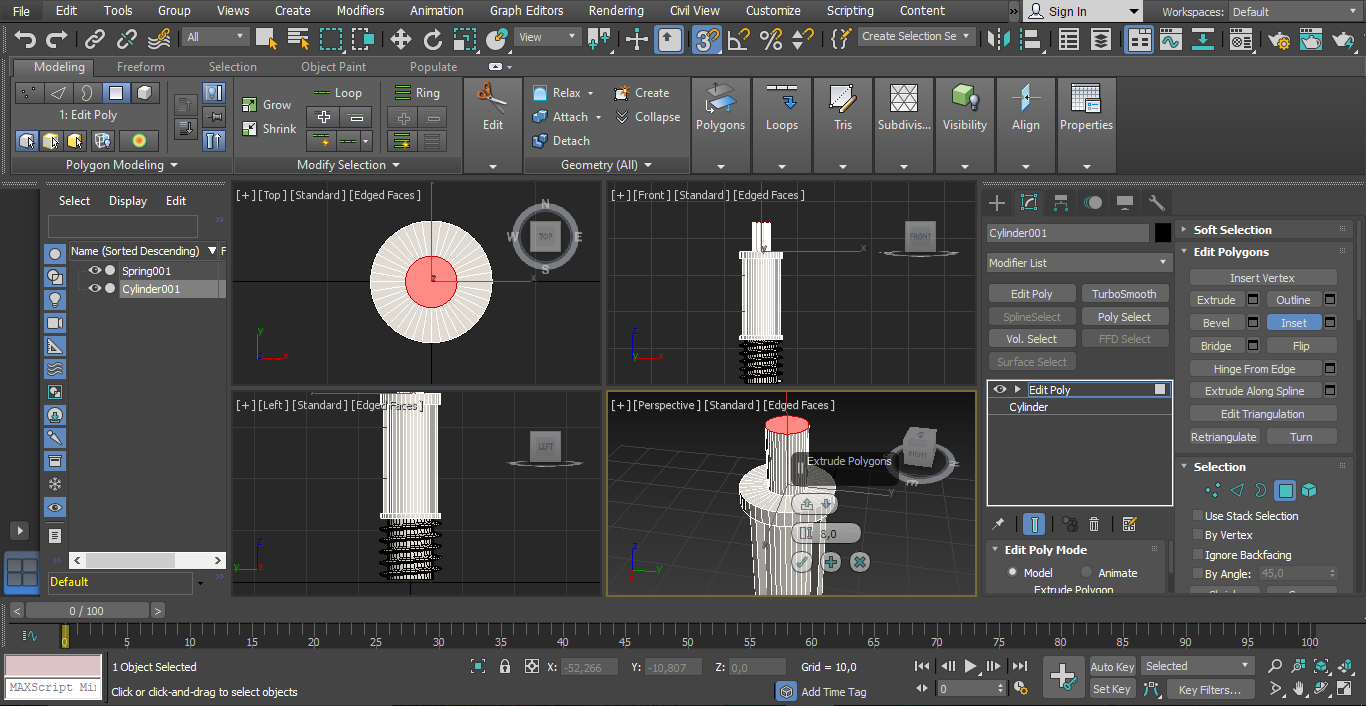 File Edit Tools Group Views Create Modifiers Animation Graph Editors Rendering Civil View Customize Scripting Content » Sign In Workspaces: Default
All View Create Selection Se
Modeling Freeform Selection Object Paint Populate
1: Edit Poly
Polygon Modeling
Grow
Shrink
Loop
Ring
Modify Selection
Edit
Relax
Create
Attach
Collapse
Detach
Geometry (All)
Polygons
Loops
Tris
Subdivis...
Visibility
Align
Properties
Select Display Edit
Name (Sorted Descending) F
Spring001
Cylinder001
Default
[+] [Top] [Standard] [Edged Faces]
N
W TOP E
S
x
y
z x
[+] [Front] [Standard] [Edged Faces]
FRONT
y
x
z
x
[+] [Left] [Standard] [Edged Faces]
LEFT
z
y
[+] [Perspective] [Standard] [Edged Faces]
RIGHT
Extrude Polygons
8,0
y
z
y
Cylinder001
Modifier List
Edit Poly TurboSmooth
SplineSelect Poly Select
Vol. Select FFD Select
Surface Select
Edit Poly
Cylinder
Edit Poly Mode
Model Animate
Extrude Polygon
Soft Selection
Edit Polygons
Insert Vertex
Extrude Outline
Bevel Inset
Bridge Flip
Hinge From Edge
Extrude Along Spline
Edit Triangulation
Retriangulate Turn
Selection
Use Stack Selection
By Vertex
Ignore Backfacing
By Angle: 45,0
< 0 / 100 >
0 5 10 15 20 25 30 35 40 45 50 55 60 65 70 75 80 85 90 95 100
1 Object Selected
X: -52,266 Y: -10,807 Z: 0,0 Grid = 10,0
Auto Key Selected
MAXScript Mi
Click or click-and-drag to select objects
Add Time Tag
0
Set Key Key Filters...